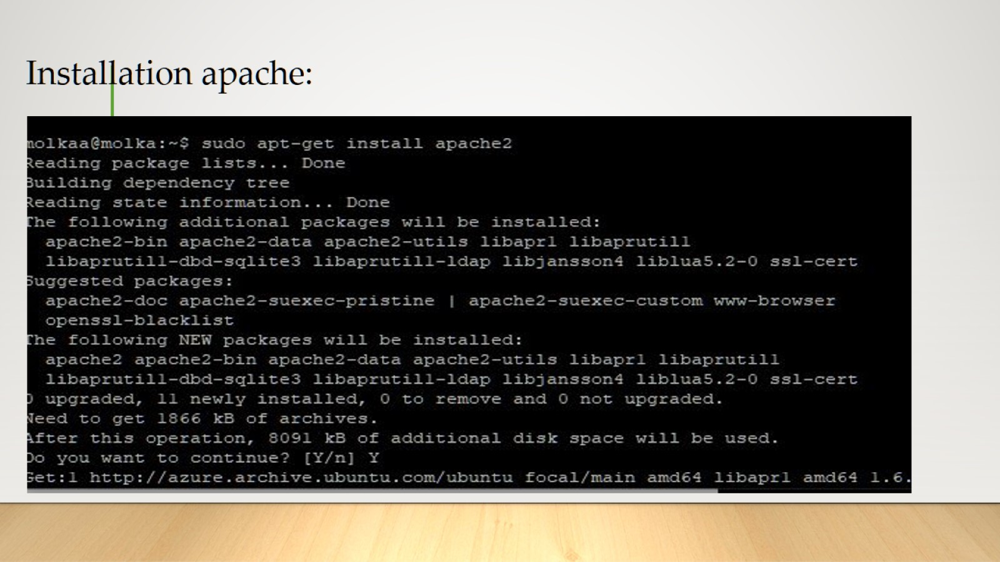 Installation apache:
molkaa@molka:~$ sudo apt-get install apache2
Reading package lists... Done
Building dependency tree
Reading state information... Done
The following additional packages will be installed:
apache2-bin apache2-data apache2-utils libapr1 libaprutil1
libaprutil1-dbd-sqlite3 libaprutil1-ldap libjansson4 liblua5.2-0 ssl-cert
Suggested packages:
apache2-doc apache2-suexec-pristine | apache2-suexec-custom www-browser
openssl-blacklist
The following NEW packages will be installed:
apache2 apache2-bin apache2-data apache2-utils libapr1 libaprutil1
libaprutil1-dbd-sqlite3 libaprutil1-ldap libjansson4 liblua5.2-0 ssl-cert
0 upgraded, 11 newly installed, 0 to remove and 0 not upgraded.
Need to get 1866 kB of archives.
After this operation, 8091 kB of additional disk space will be used.
Do you want to continue? [Y/n] Y
Get:1 http://azure.archive.ubuntu.com/ubuntu focal/main amd64 libapr1 amd64 1.6.